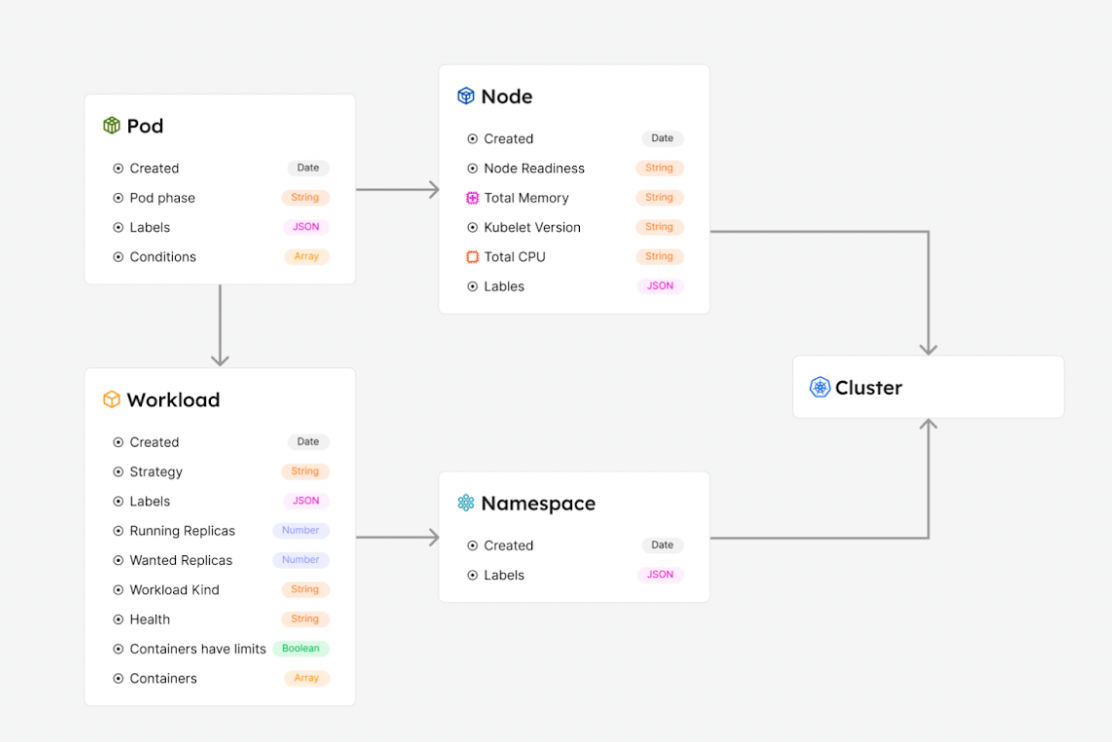 Pod
Created Date
Pod phase String
Labels JSON
Conditions Array
Node
Created Date
Node Readiness String
Total Memory String
Kubelet Version String
Total CPU String
Lables JSON
Workload
Created Date
Strategy String
Labels JSON
Running Replicas Number
Wanted Replicas Number
Workload Kind String
Health String
Containers have limits Boolean
Containers Array
Namespace
Created Date
Labels JSON
Cluster